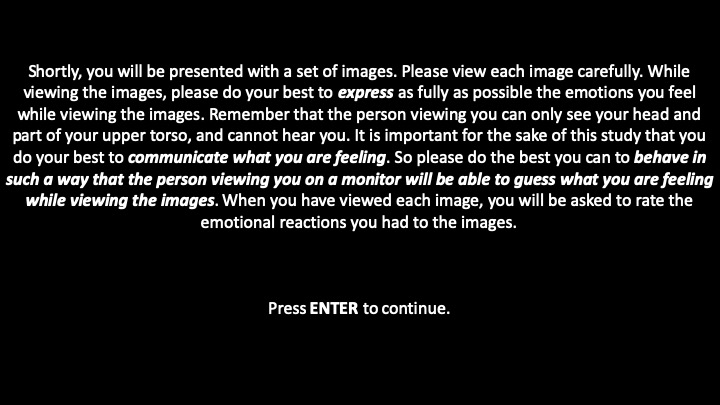 Shortly, you will be presented with a set of images. Please view each image carefully. While
viewing the images, please do your best to express as fully as possible the emotions you feel
while viewing the images. Remember that the person viewing you can only see your head and
part of your upper torso, and cannot hear you. It is important for the sake of this study that you
do your best to communicate what you are feeling. So please do the best you can to behave in
such a way that the person viewing you on a monitor will be able to guess what you are feeling
while viewing the images. When you have viewed each image, you will be asked to rate the
emotional reactions you had to the images.
Press ENTER to continue.